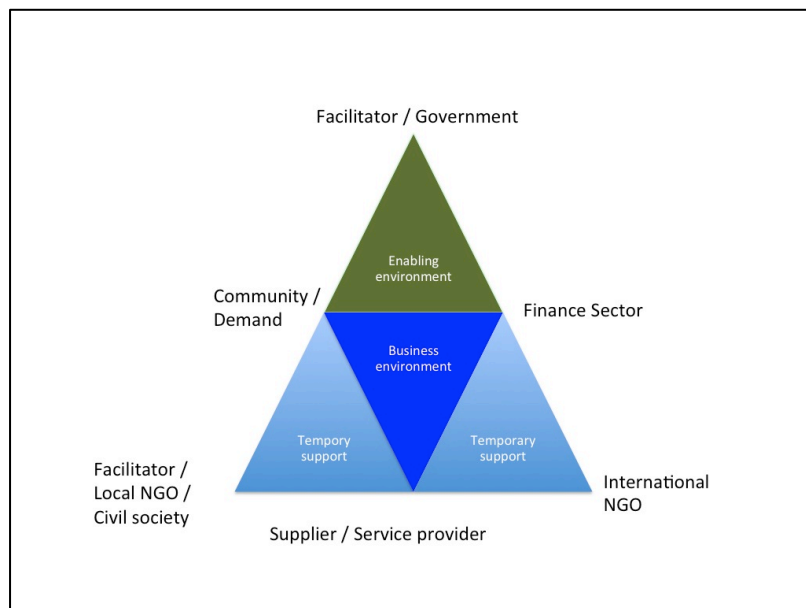 Facilitator / Government
Enabling
environment
Community /
Demand
Finance Sector
Business
environment
Tempory
support
Temporary
support
Facilitator /
Local NGO /
Civil society
International
NGO
Supplier / Service provider